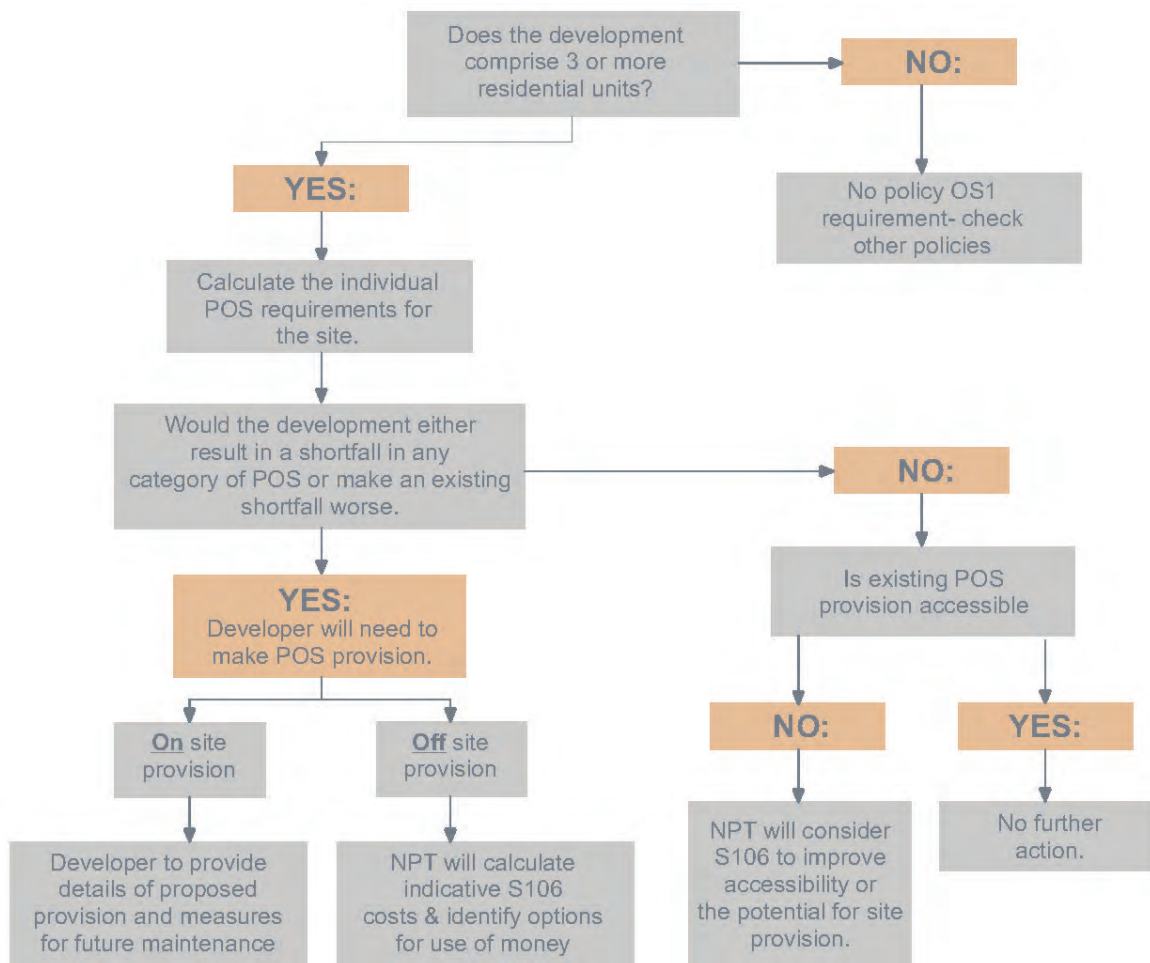 Does the development
comprise 3 or more
residential units?
NO:
YES:
No policy OS1
requirement- check
other policies
Calculate the individual
POS requirements for
the site.
Would the development either
result in a shortfall in any
category of POS or make an existing
shortfall worse.
NO:
YES:
Developer will need to
make POS provision.
Is existing POS
provision accessible
On site
provision
Off site
provision
NO:
YES:
Developer to provide
details of proposed
provision and measures
for future maintenance
NPT will calculate
indicative S106
costs & identify options
for use of money
NPT will consider
S106 to improve
accessibility or
the potential for site
provision.
No further
action.